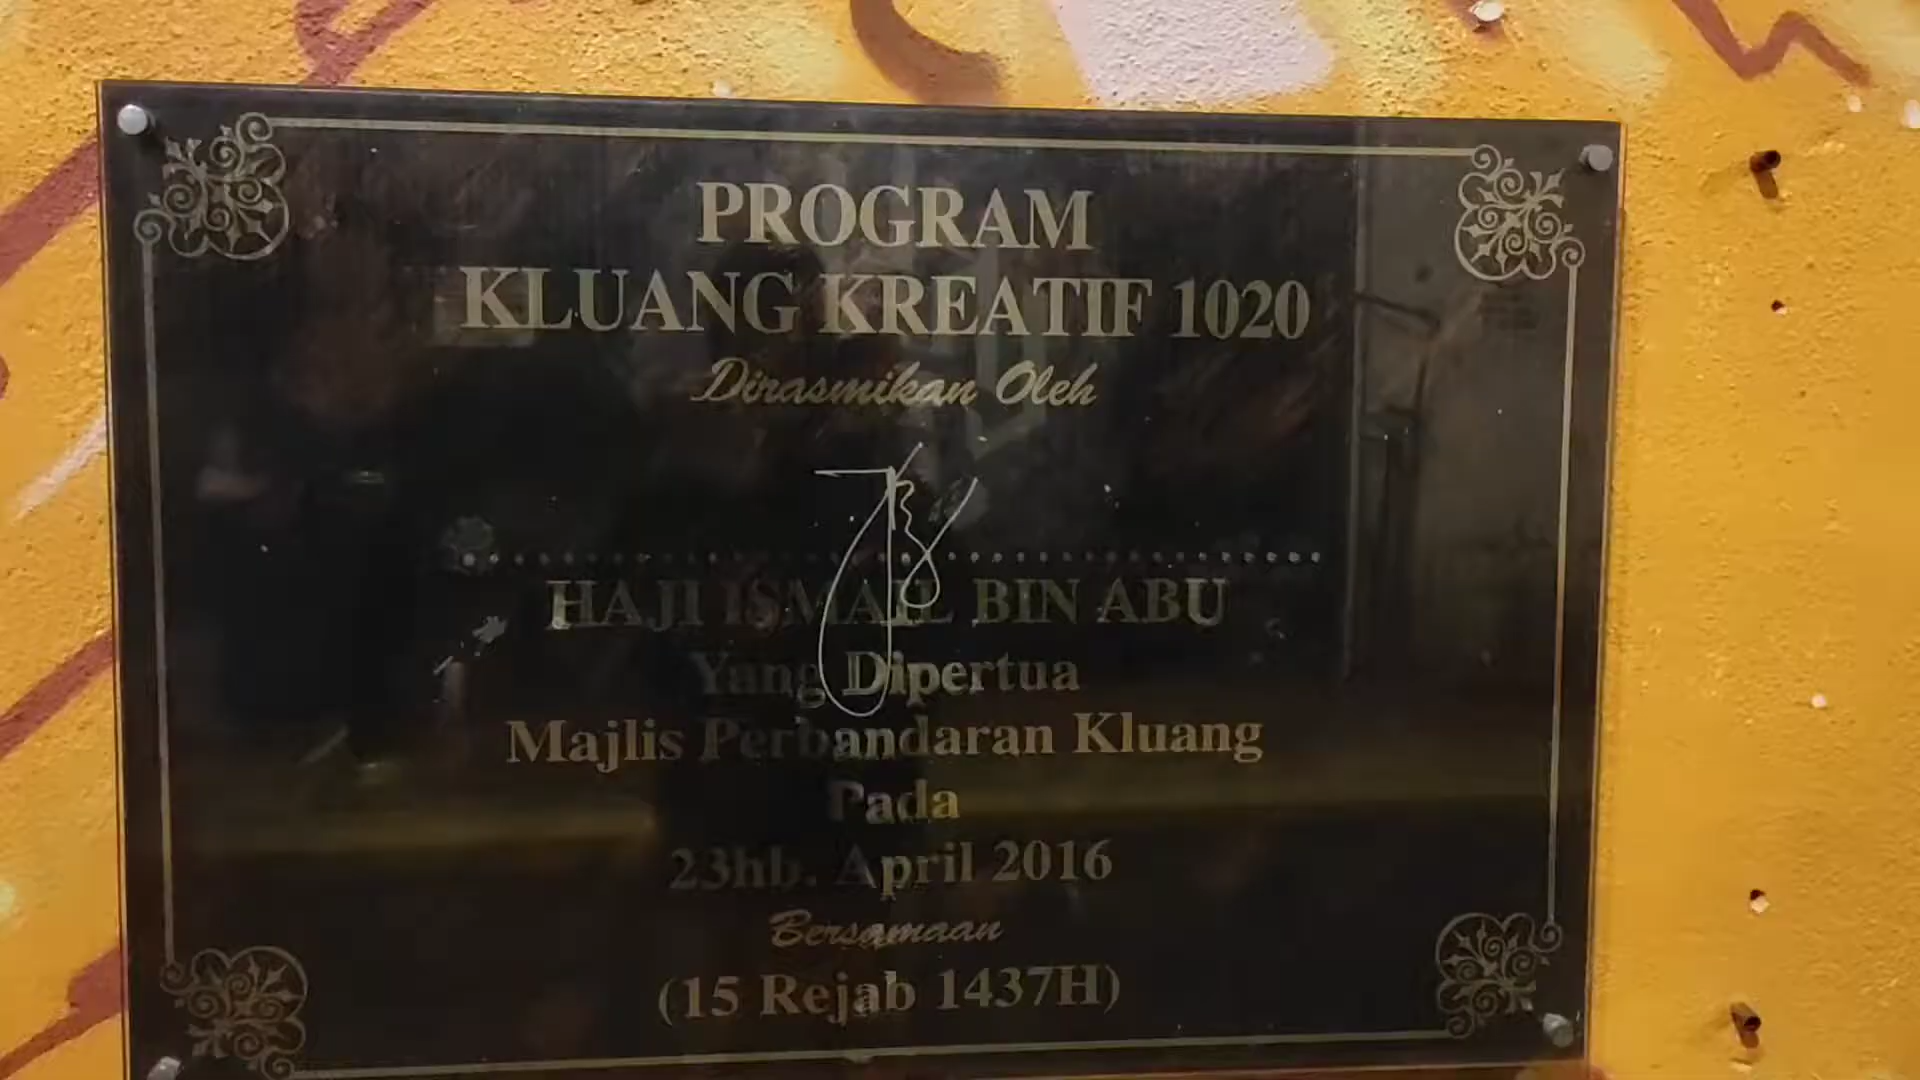 PROGRAM
KLUANG KREATIF 1020
Dirasmikan Oleh
HAJI ISMAIL BIN ABU
Yang Dipertua
Majlis Perbandaran Kluang
Pada
23hb. April 2016
Bersamaan
(15 Rejab 1437H)